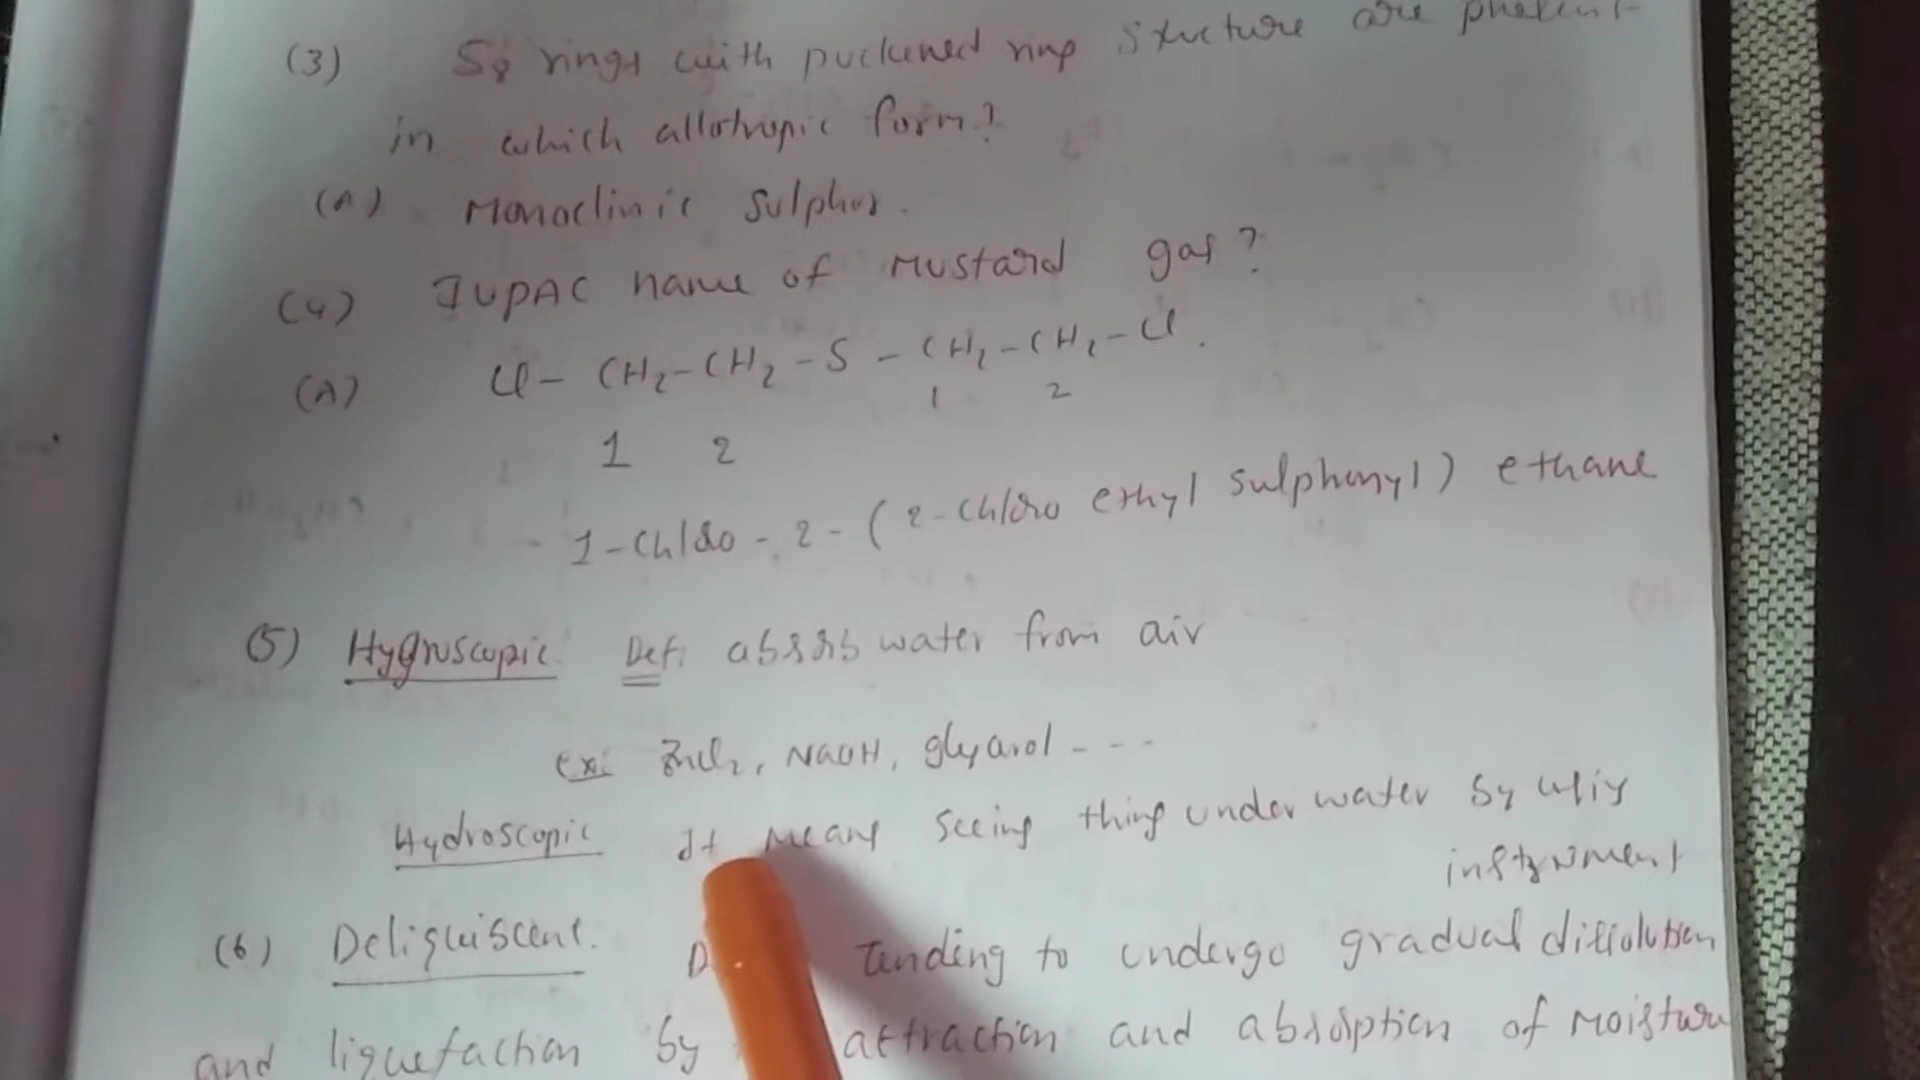 (3) S8 rings with puckered ring structure are present
in which allotropic form?
(A) Monoclinic Sulphur.
(4) IUPAC name of Mustard gas?
(A) Cl – CH2 – CH2 – S – CH2 – CH2 – Cl.
1 2
1 2
1-Chloro - 2 - (2-chloro ethyl sulphenyl) ethane
(5) Hygroscopic Def: absorb water from air
ex: ZnCl2, NaOH, glycerol - - -
Hydroscopic It means seeing thing under water by
instrument
(6) Deliquiscent. D Tending to undergo gradual dissolution
and liquefaction by attraction and absorption of moisture